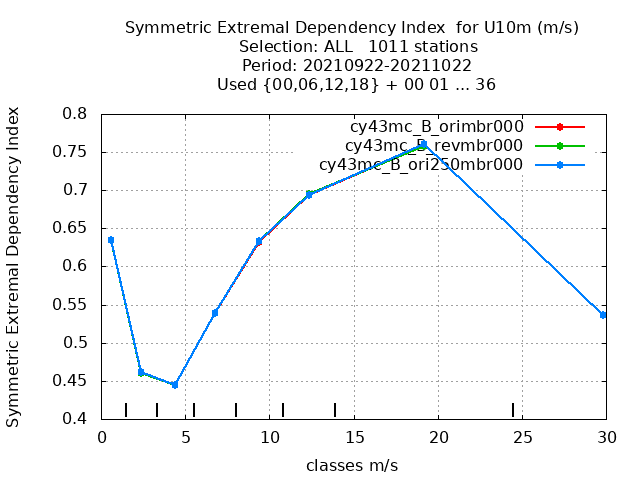 Symmetric Extremal Dependency Index  for U10m (m/s)
Selection: ALL   1011 stations
Period: 20210922-20211022
Used {00,06,12,18} + 00 01 ... 36
Symmetric Extremal Dependency Index
0.8
0.75
0.7
0.65
0.6
0.55
0.5
0.45
0.4
cy43mc_B_orimbr000
cy43mc_B_revmbr000
cy43mc_B_ori250mbr000
0 5 10 15 20 25 30
classes m/s